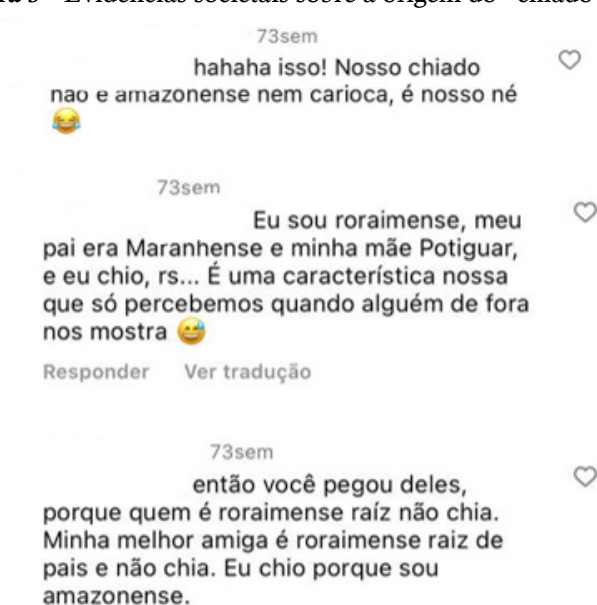 73sem
hahaha isso! Nosso chiado
não e amazonense nem carioca, é nosso né
😂
73sem
Eu sou roraimense, meu
pai era Maranhense e minha mãe Potiguar,
e eu chio, rs... É uma característica nossa
que só percebemos quando alguém de fora
nos mostra 😅
Responder Ver tradução
73sem
então você pegou deles,
porque quem é roraimense raíz não chia.
Minha melhor amiga é roraimense raiz de
pais e não chia. Eu chio porque sou
amazonense.